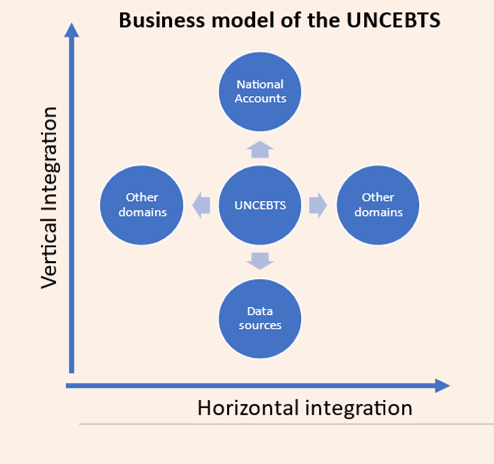 Business model of the UNCEBTS
Vertical Integration
National
Accounts
Other
domains
UNCEBTS
Other
domains
Data
sources
Horizontal integration